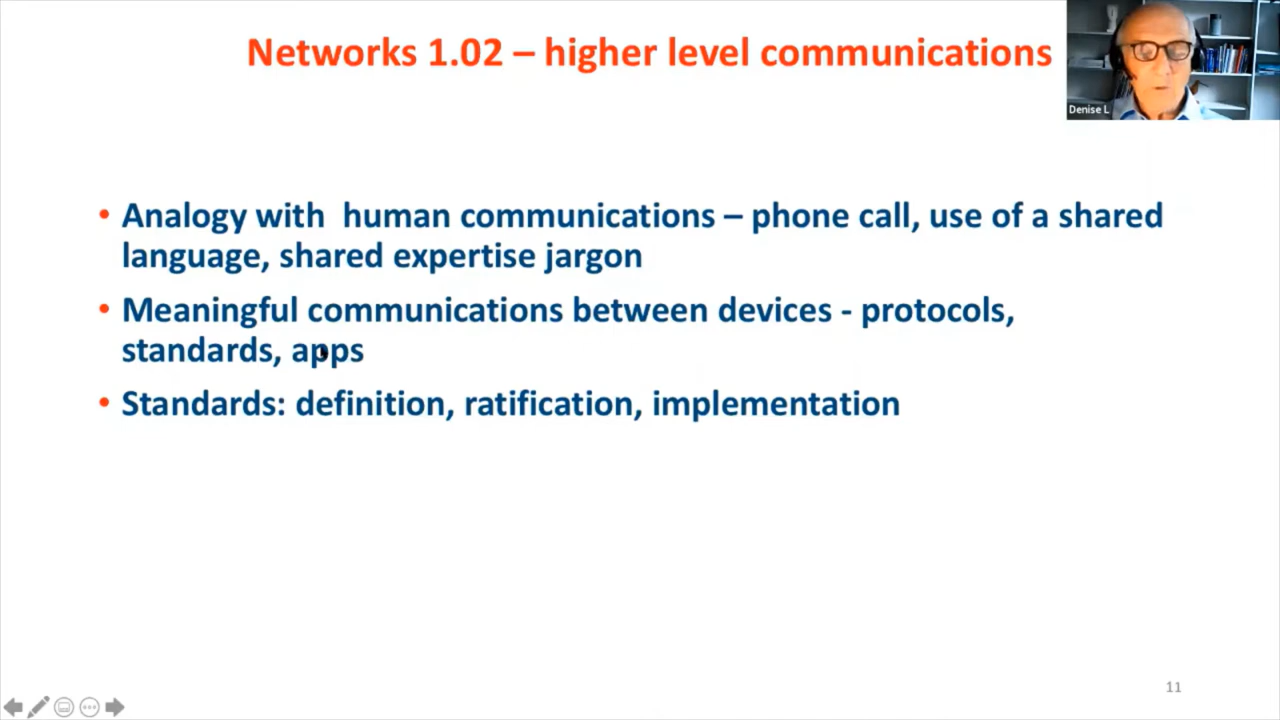 Networks 1.02 – higher level communications
Denise L
• Analogy with  human communications – phone call, use of a shared
language, shared expertise jargon
• Meaningful communications between devices - protocols,
standards, apps
• Standards: definition, ratification, implementation
11